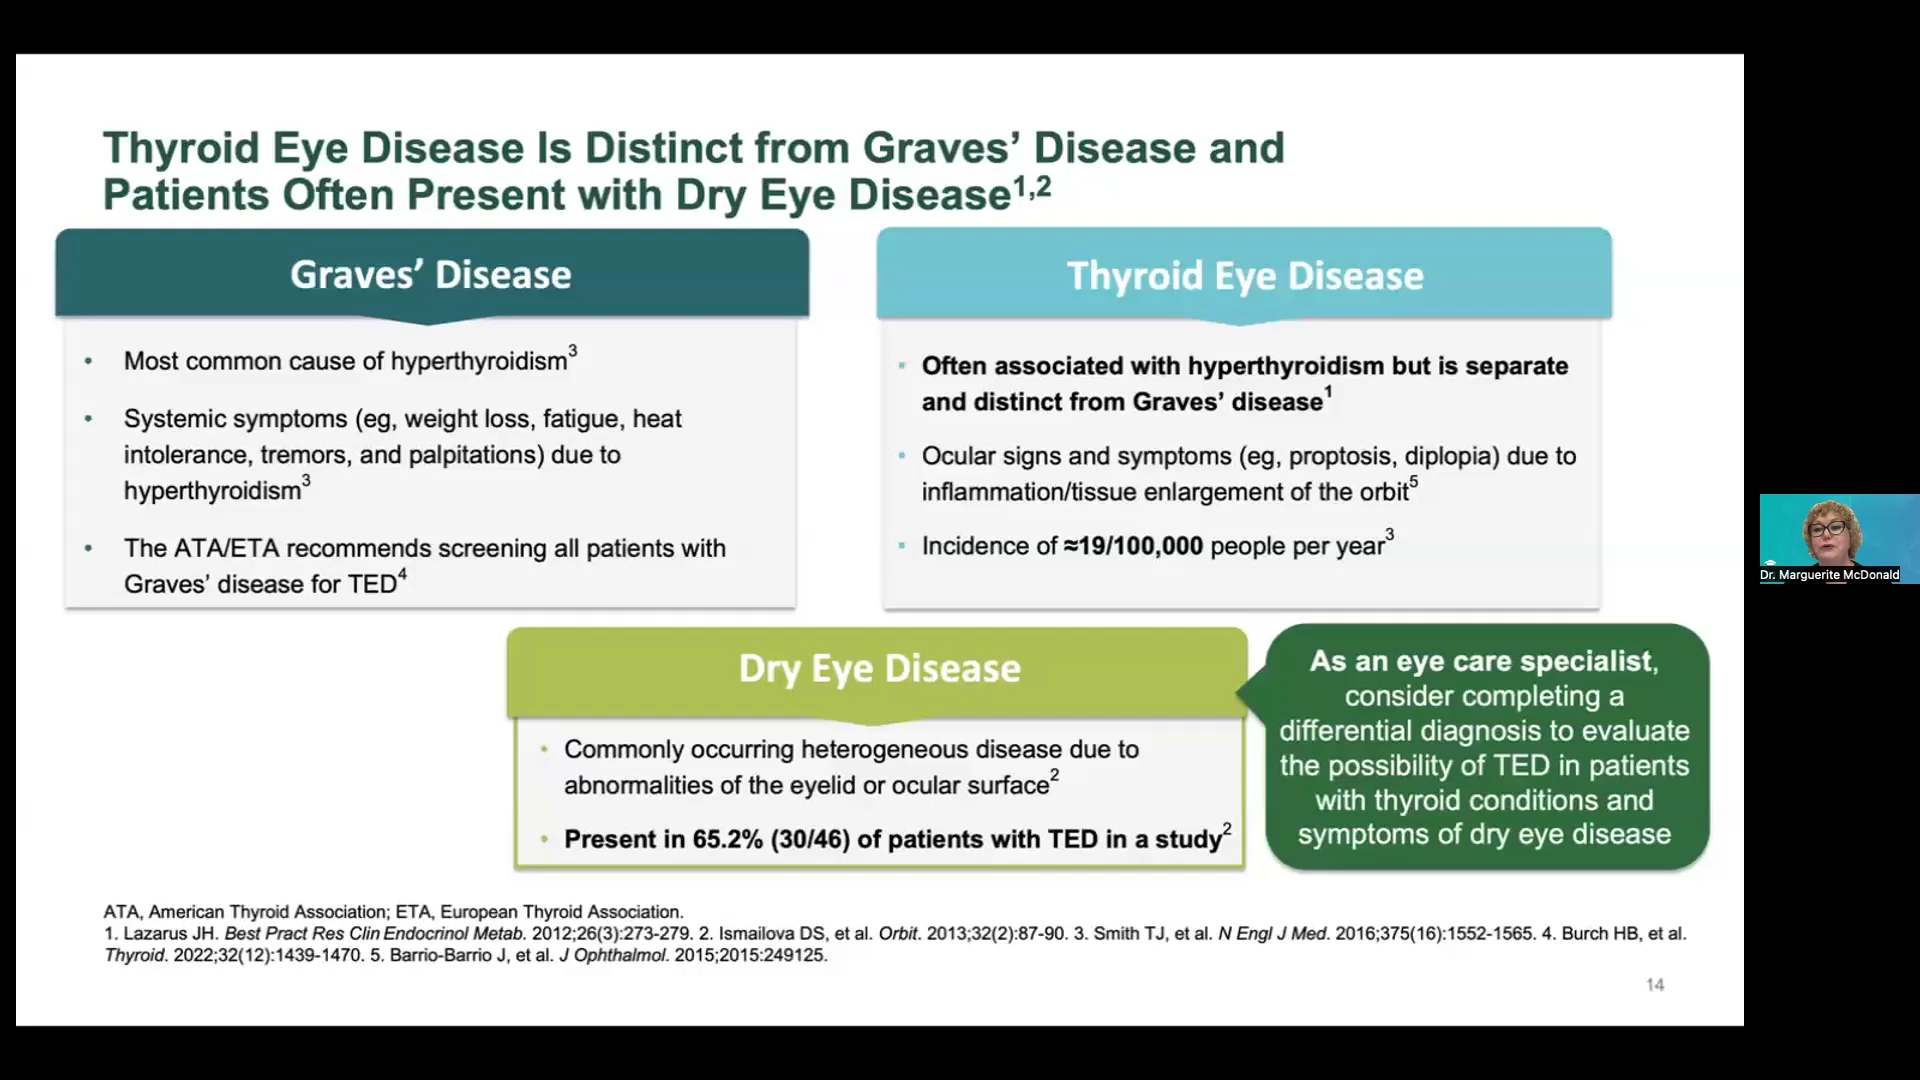 Thyroid Eye Disease Is Distinct from Graves’ Disease and
Patients Often Present with Dry Eye Disease1,2
Graves’ Disease
• Most common cause of hyperthyroidism3
• Systemic symptoms (eg, weight loss, fatigue, heat
intolerance, tremors, and palpitations) due to
hyperthyroidism3
• The ATA/ETA recommends screening all patients with
Graves’ disease for TED4
Thyroid Eye Disease
• Often associated with hyperthyroidism but is separate
and distinct from Graves’ disease1
• Ocular signs and symptoms (eg, proptosis, diplopia) due to
inflammation/tissue enlargement of the orbit5
• Incidence of ≈19/100,000 people per year3
Dry Eye Disease
• Commonly occurring heterogeneous disease due to
abnormalities of the eyelid or ocular surface2
• Present in 65.2% (30/46) of patients with TED in a study2
As an eye care specialist,
consider completing a
differential diagnosis to evaluate
the possibility of TED in patients
with thyroid conditions and
symptoms of dry eye disease
ATA, American Thyroid Association; ETA, European Thyroid Association.
1. Lazarus JH. Best Pract Res Clin Endocrinol Metab. 2012;26(3):273-279. 2. Ismailova DS, et al. Orbit. 2013;32(2):87-90. 3. Smith TJ, et al. N Engl J Med. 2016;375(16):1552-1565. 4. Burch HB, et al.
Thyroid. 2022;32(12):1439-1470. 5. Barrio-Barrio J, et al. J Ophthalmol. 2015;2015:249125.
14
Dr. Marguerite McDonald